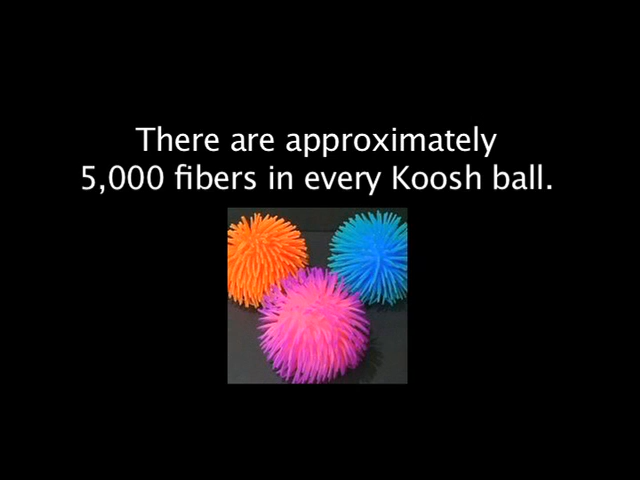 There are approximately
5,000 fibers in every Koosh ball.